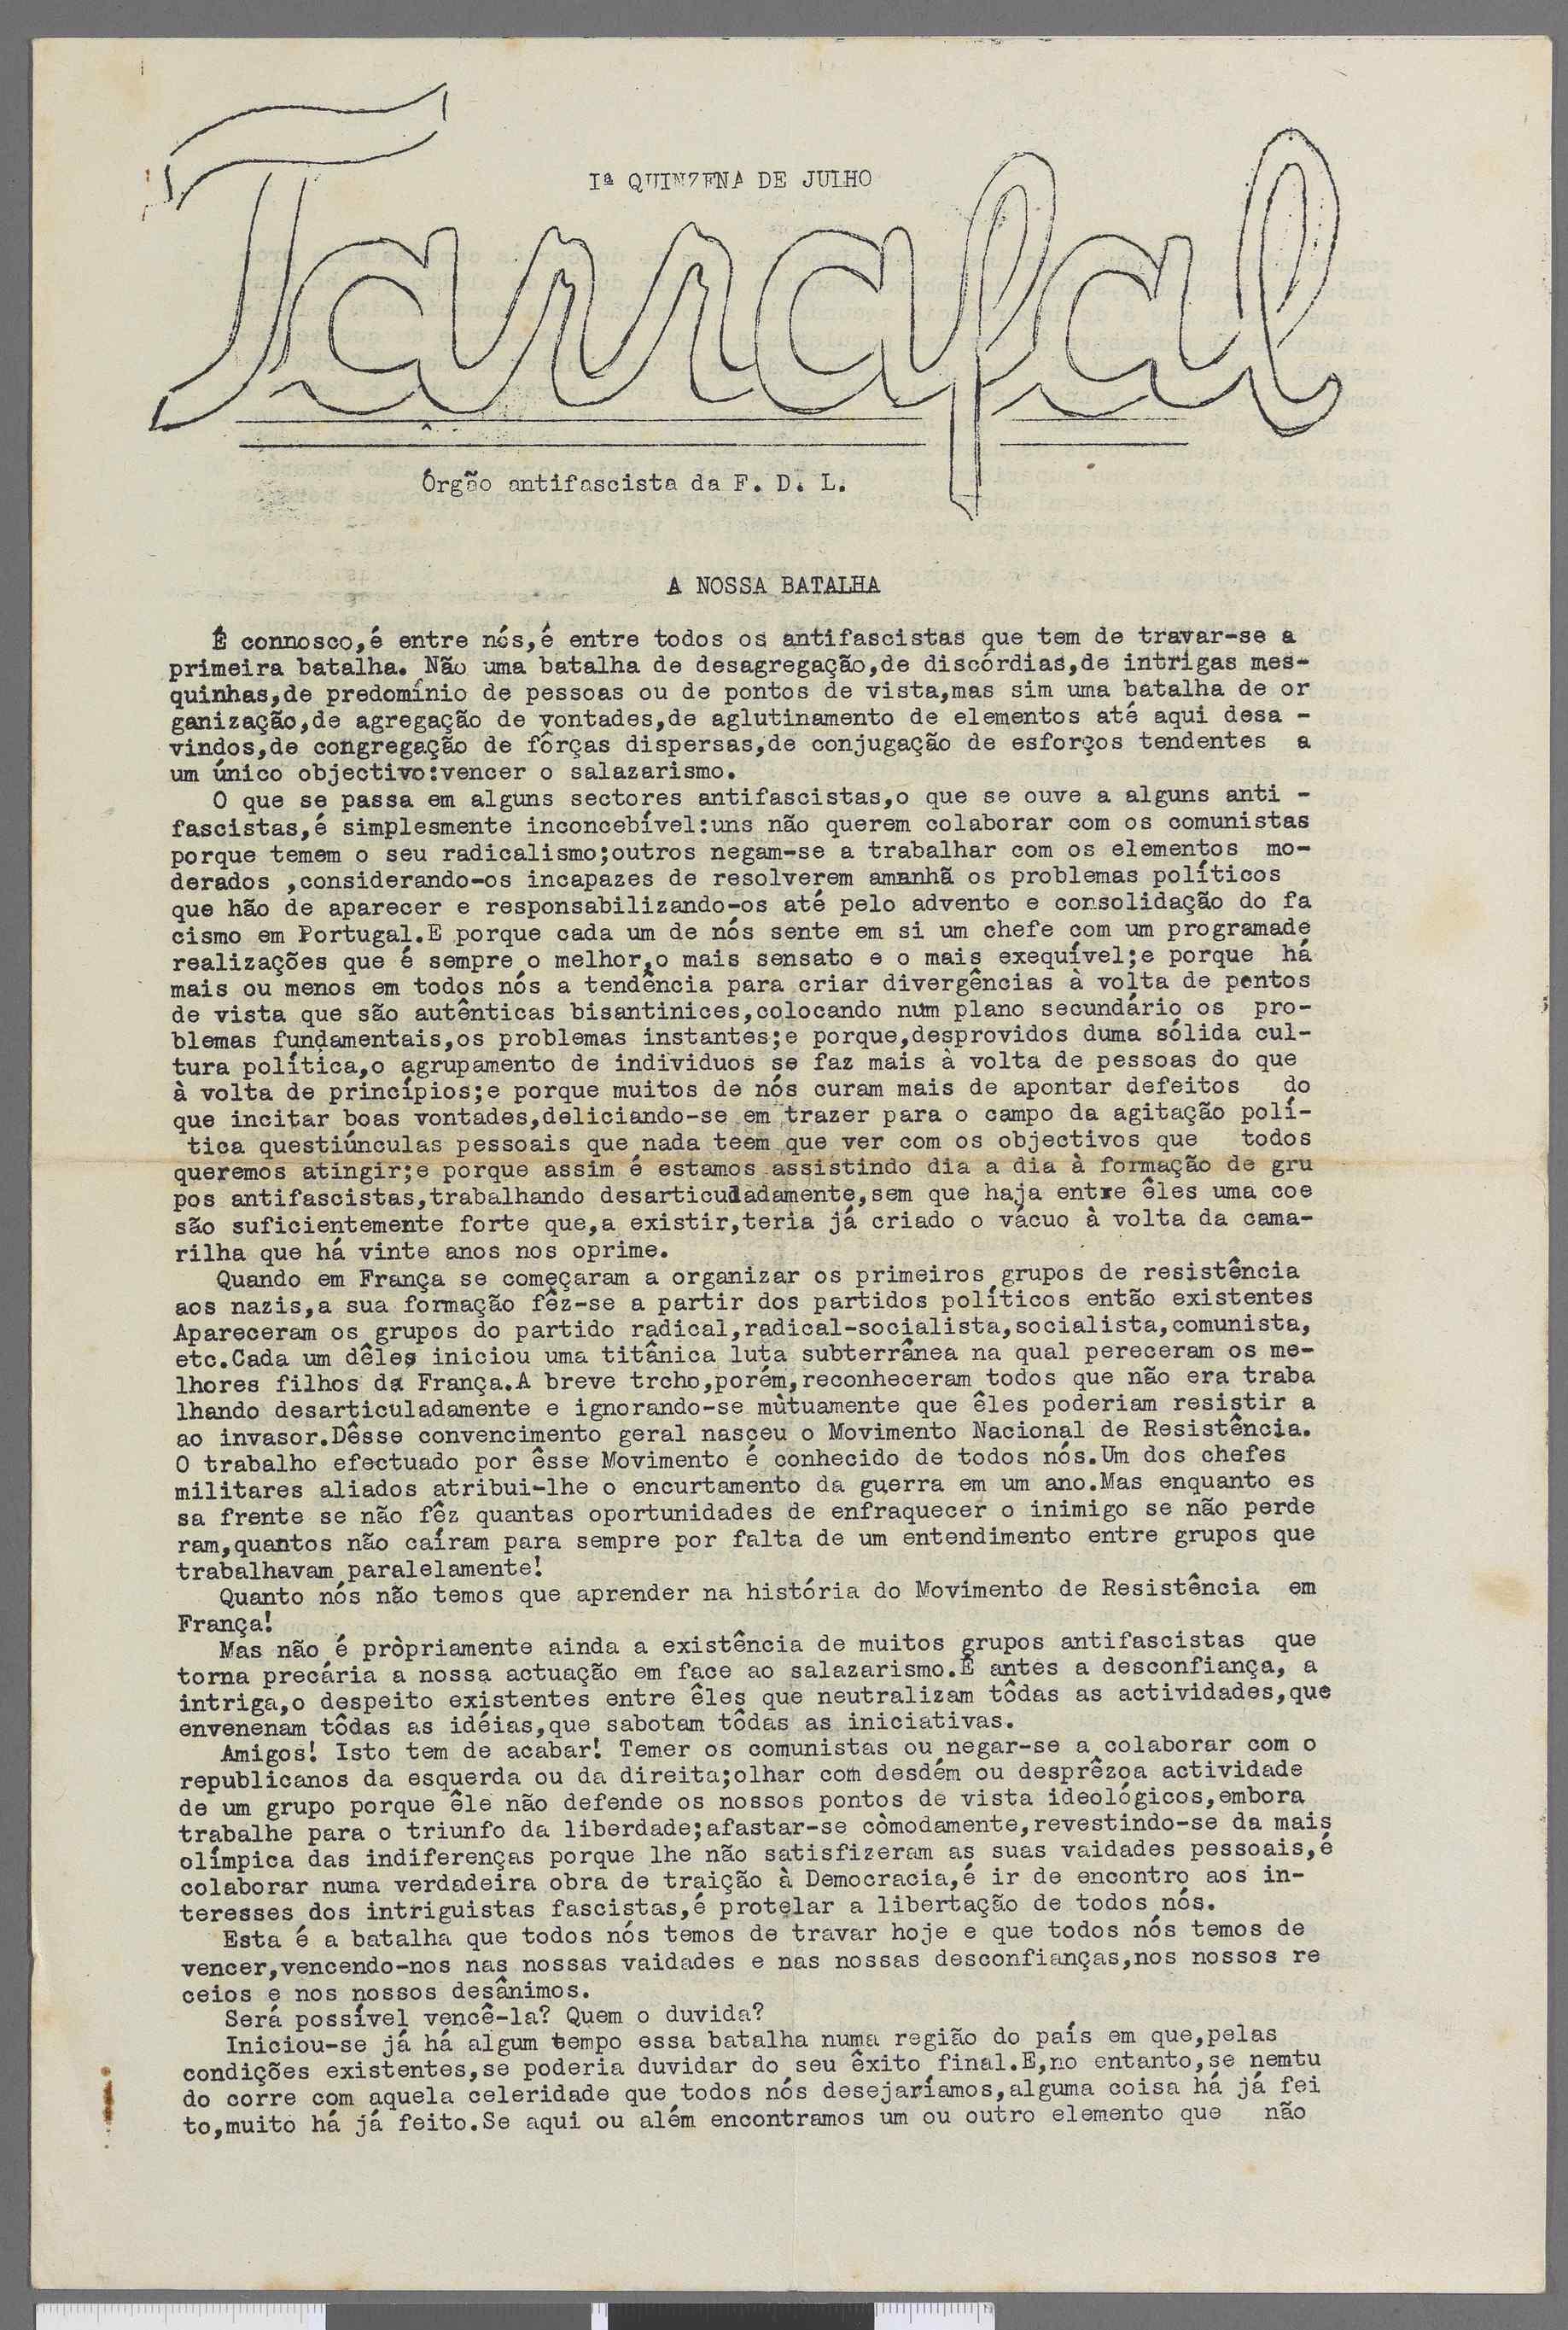 Iª QUINZENA DE JULHO
Tarrafal
Órgão antifascista da F. D. L.
A NOSSA BATALHA
É connosco,é entre nós,é entre todos os antifascistas que tem de travar-se a
primeira batalha. Não uma batalha de desagregação,de discórdias,de intrigas mes-
quinhas,de predomínio de pessoas ou de pontos de vista,mas sim uma batalha de or
ganização,de agregação de vontades,de aglutinamento de elementos até aqui desa -
vindos,de congregação de fôrças dispersas,de conjugação de esforços tendentes a
um único objectivo:vencer o salazarismo.
O que se passa em alguns sectores antifascistas,o que se ouve a alguns anti -
fascistas,é simplesmente inconcebível:uns não querem colaborar com os comunistas
porque temem o seu radicalismo;outros negam-se a trabalhar com os elementos mo-
derados ,considerando-os incapazes de resolverem amanhã os problemas políticos
que hão de aparecer e responsabilizando-os até pelo advento e consolidação do fa
cismo em Portugal.E porque cada um de nós sente em si um chefe com um programade
realizações que é sempre o melhor,o mais sensato e o mais exequível;e porque há
mais ou menos em todos nós a tendência para criar divergências à volta de pontos
de vista que são autênticas bisantinices,colocando num plano secundário os pro-
blemas fundamentais,os problemas instantes;e porque,desprovidos duma sólida cul-
tura política,o agrupamento de individuos se faz mais à volta de pessoas do que
à volta de princípios;e porque muitos de nós curam mais de apontar defeitos do
que incitar boas vontades,deliciando-se em trazer para o campo da agitação polí-
tica questiúnculas pessoais que nada teem que ver com os objectivos que todos
queremos atingir;e porque assim é estamos assistindo dia a dia à formação de gru
pos antifascistas,trabalhando desarticuladamente,sem que haja entre êles uma coe
são suficientemente forte que,a existir,teria já criado o vácuo à volta da cama-
rilha que há vinte anos nos oprime.
Quando em França se começaram a organizar os primeiros grupos de resistência
aos nazis,a sua formação fêz-se a partir dos partidos políticos então existentes
Apareceram os grupos do partido radical,radical-socialista,socialista,comunista,
etc.Cada um dêles iniciou uma titânica luta subterrânea na qual pereceram os me-
lhores filhos da França.A breve trcho,porém,reconheceram todos que não era traba
lhando desarticuladamente e ignorando-se mùtuamente que êles poderiam resistir a
ao invasor.Dêsse convencimento geral nasceu o Movimento Nacional de Resistência.
O trabalho efectuado por êsse Movimento é conhecido de todos nós.Um dos chefes
militares aliados atribui-lhe o encurtamento da guerra em um ano.Mas enquanto es
sa frente se não fêz quantas oportunidades de enfraquecer o inimigo se não perde
ram,quantos não caíram para sempre por falta de um entendimento entre grupos que
trabalhavam paralelamente!
Quanto nós não temos que aprender na história do Movimento de Resistência em
França!
Mas não é pròpriamente ainda a existência de muitos grupos antifascistas que
torna precária a nossa actuação em face ao salazarismo.É antes a desconfiança, a
intriga,o despeito existentes entre êles que neutralizam tôdas as actividades,que
envenenam tôdas as idéias,que sabotam tôdas as iniciativas.
Amigos! Isto tem de acabar! Temer os comunistas ou negar-se a colaborar com o
republicanos da esquerda ou da direita;olhar com desdém ou desprêzoa actividade
de um grupo porque êle não defende os nossos pontos de vista ideológicos,embora
trabalhe para o triunfo da liberdade;afastar-se còmodamente,revestindo-se da mais
olímpica das indiferenças porque lhe não satisfizeram as suas vaidades pessoais,é
colaborar numa verdadeira obra de traição à Democracia,é ir de encontro aos in-
teresses dos intriguistas fascistas,é protelar a libertação de todos nós.
Esta é a batalha que todos nós temos de travar hoje e que todos nós temos de
vencer,vencendo-nos nas nossas vaidades e nas nossas desconfianças,nos nossos re
ceios e nos nossos desânimos.
Será possível vencê-la? Quem o duvida?
Iniciou-se já há algum tempo essa batalha numa região do país em que,pelas
condições existentes,se poderia duvidar do seu êxito final.E,no entanto,se nemtu
do corre com aquela celeridade que todos nós desejaríamos,alguma coisa há já fei
to,muito há já feito.Se aqui ou além encontramos um ou outro elemento que não